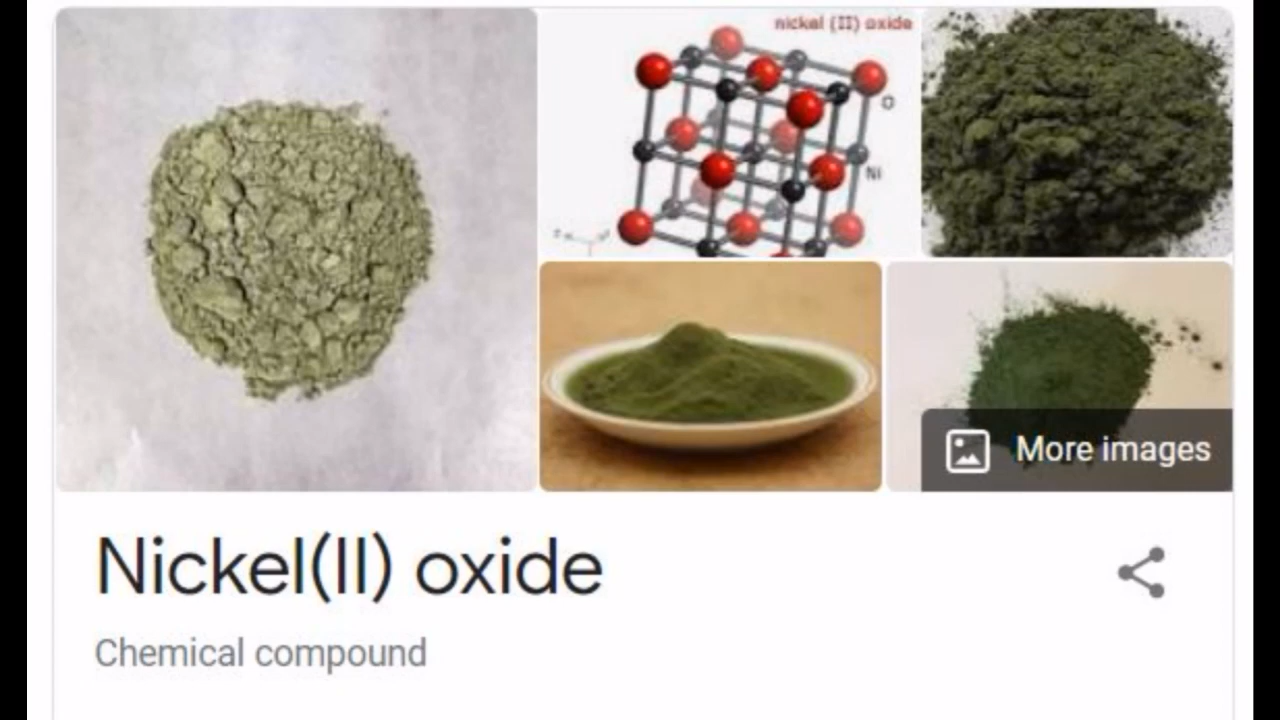 nickel (II) oxide
O
Ni
More images
Nickel(II) oxide
Chemical compound